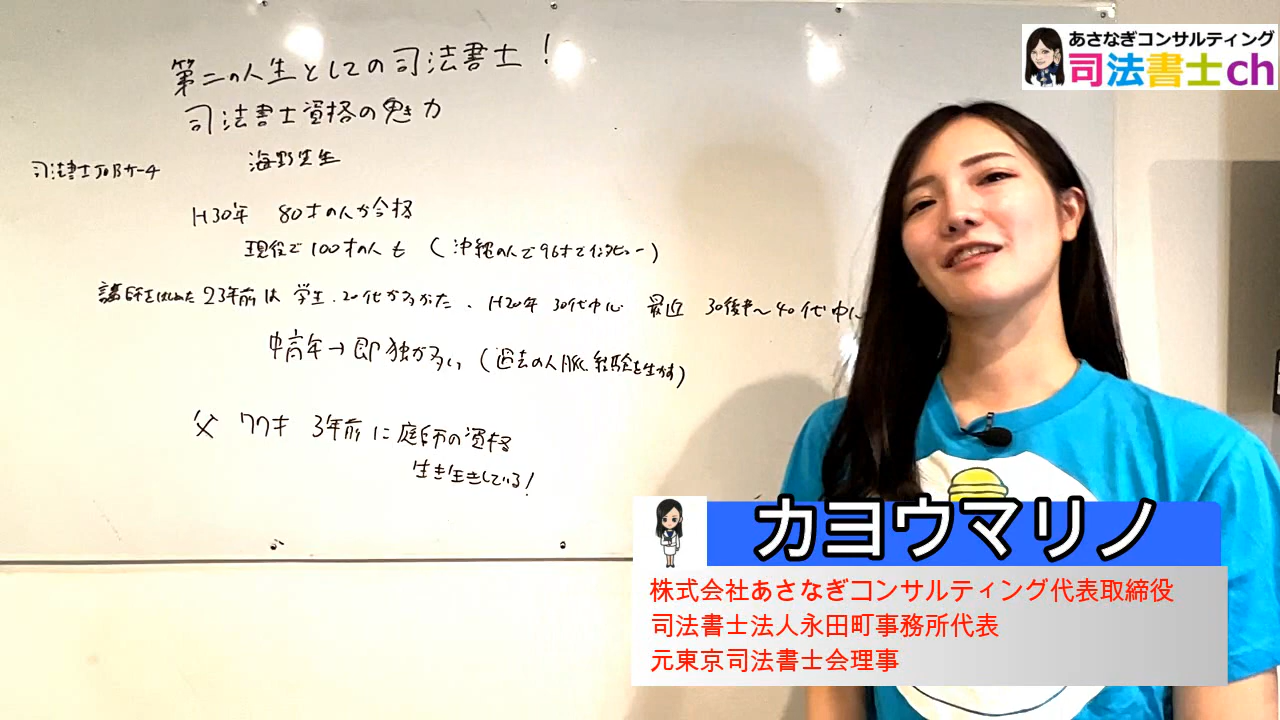 あさなぎコンサルティング
司法書士ch
第二の人生としての司法書士!
司法書士資格の魅力
海野先生
司法書士JOBサーチ
H30年 80才の人が合格
現役で100才の人も (沖縄の人で96才でインタビュー)
講師をはじめた23年前は 学生.20代が多かた、H20年 30代中心 最近 30後半～40代中心
中高年→即独が多い (過去の人脈、経験を生かす)
父 77才 3年前に庭師の資格
生き生きしている!
カヨウマリノ
株式会社あさなぎコンサルティング代表取締役
司法書士法人永田町事務所代表
元東京司法書士会理事